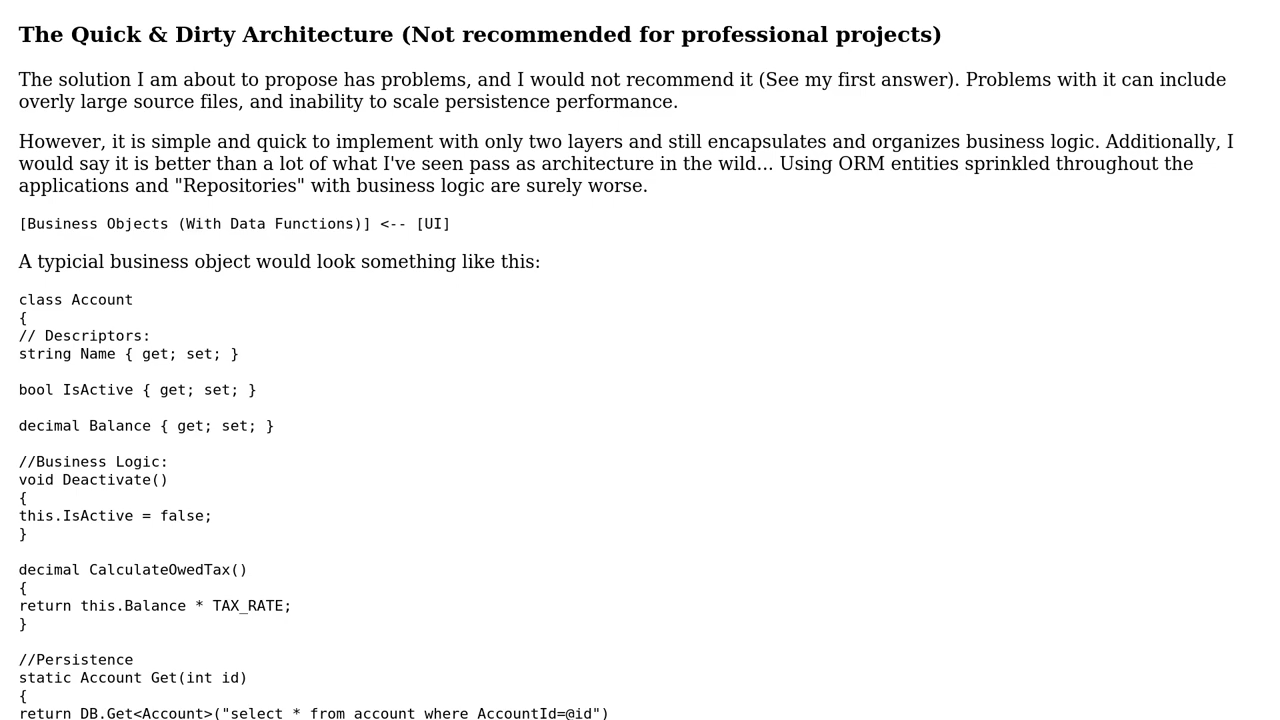 The Quick & Dirty Architecture (Not recommended for professional projects)
The solution I am about to propose has problems, and I would not recommend it (See my first answer). Problems with it can include
overly large source files, and inability to scale persistence performance.
However, it is simple and quick to implement with only two layers and still encapsulates and organizes business logic. Additionally, I
would say it is better than a lot of what I've seen pass as architecture in the wild... Using ORM entities sprinkled throughout the
applications and "Repositories" with business logic are surely worse.
[Business Objects (With Data Functions)] <-- [UI]
A typicial business object would look something like this:
class Account
{
// Descriptors:
string Name { get; set; }
bool IsActive { get; set; }
decimal Balance { get; set; }
//Business Logic:
void Deactivate()
{
this.IsActive = false;
}
decimal CalculateOwedTax()
{
return this.Balance * TAX_RATE;
}
//Persistence
static Account Get(int id)
{
return DB.Get<Account>("select * from account where AccountId=@id")